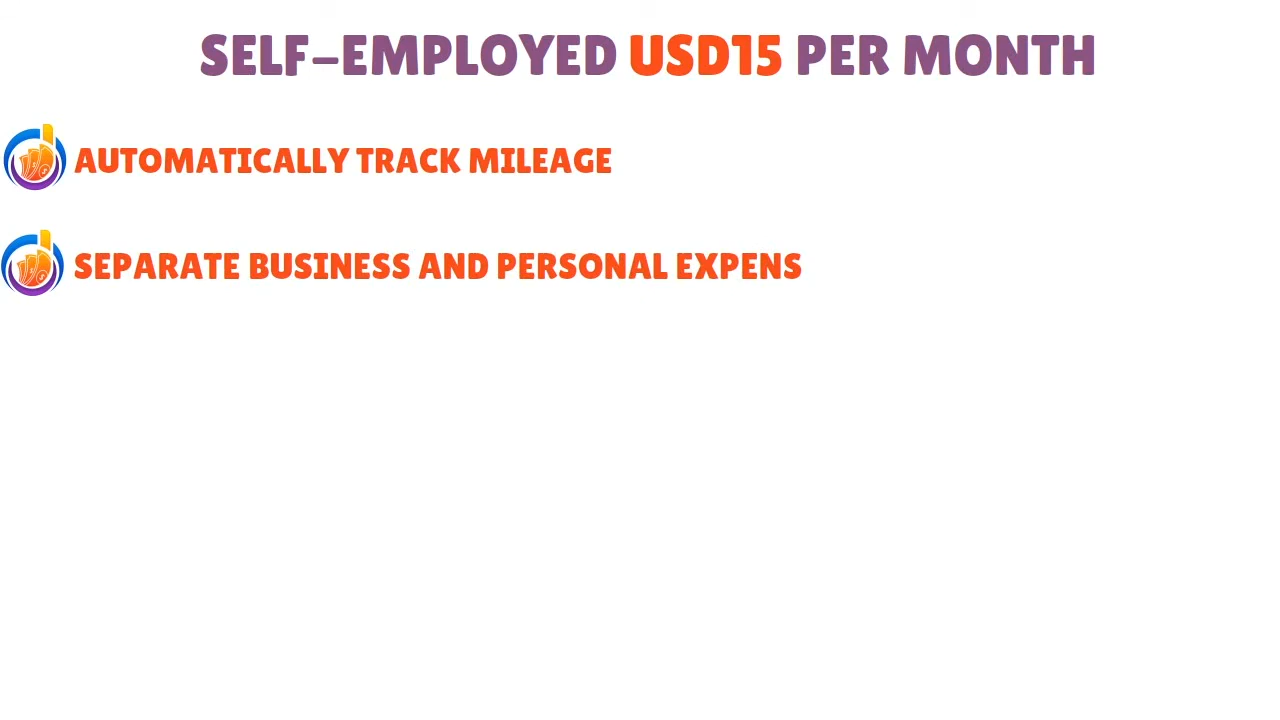 SELF-EMPLOYED USD15 PER MONTH
AUTOMATICALLY TRACK MILEAGE
SEPARATE BUSINESS AND PERSONAL EXPENS